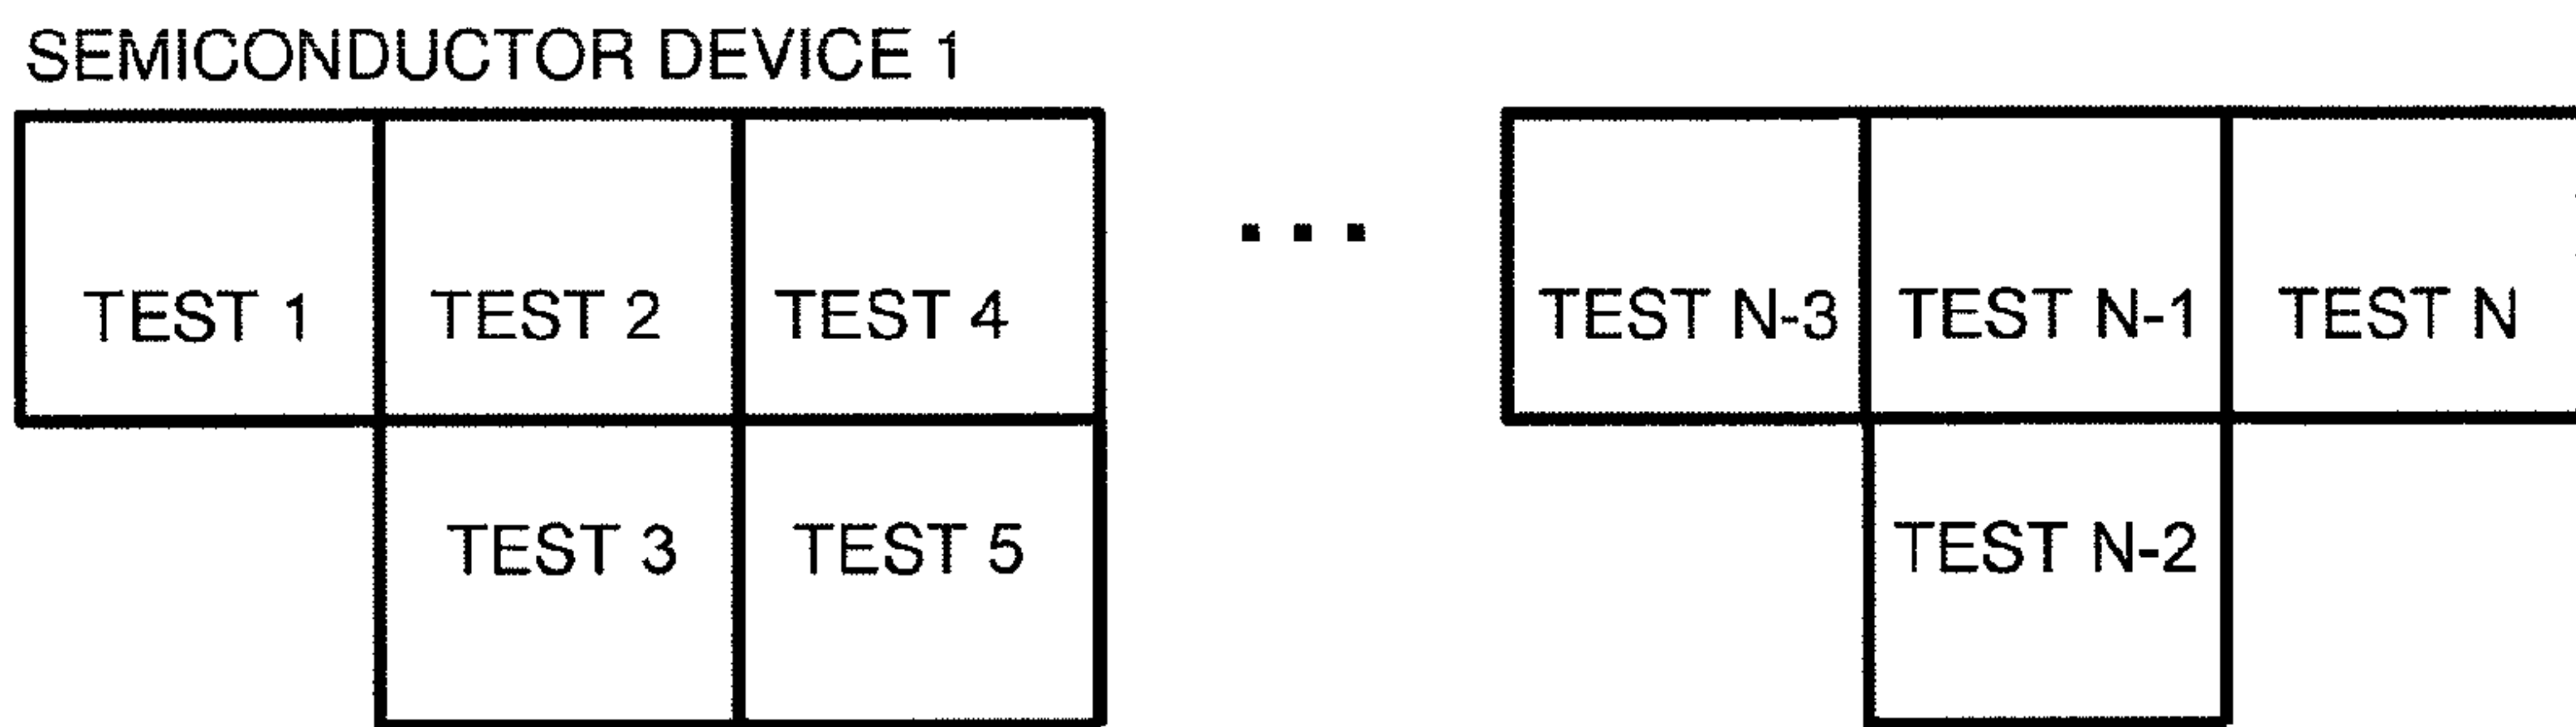 SEMICONDUCTOR DEVICE 1
TEST 1 TEST 2 TEST 4 ... TEST N-3 TEST N-1 TEST N
TEST 3 TEST 5 TEST N-2